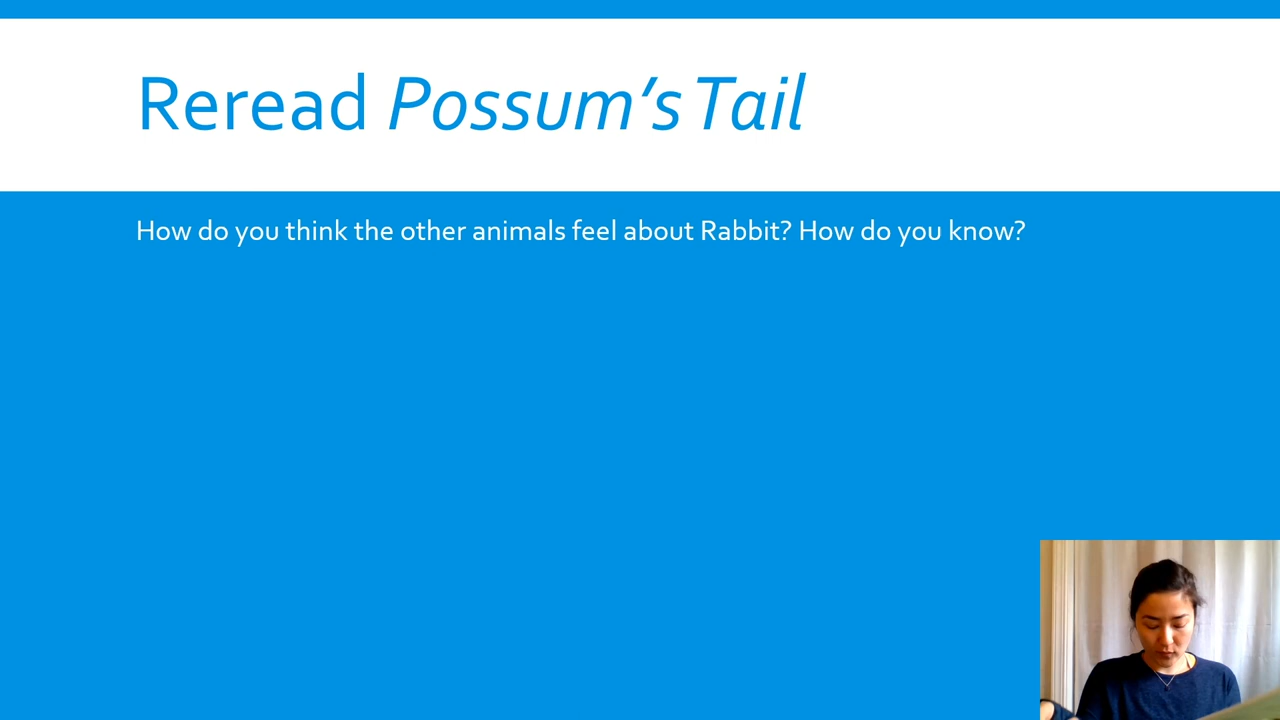 Reread Possum’s Tail
How do you think the other animals feel about Rabbit? How do you know?